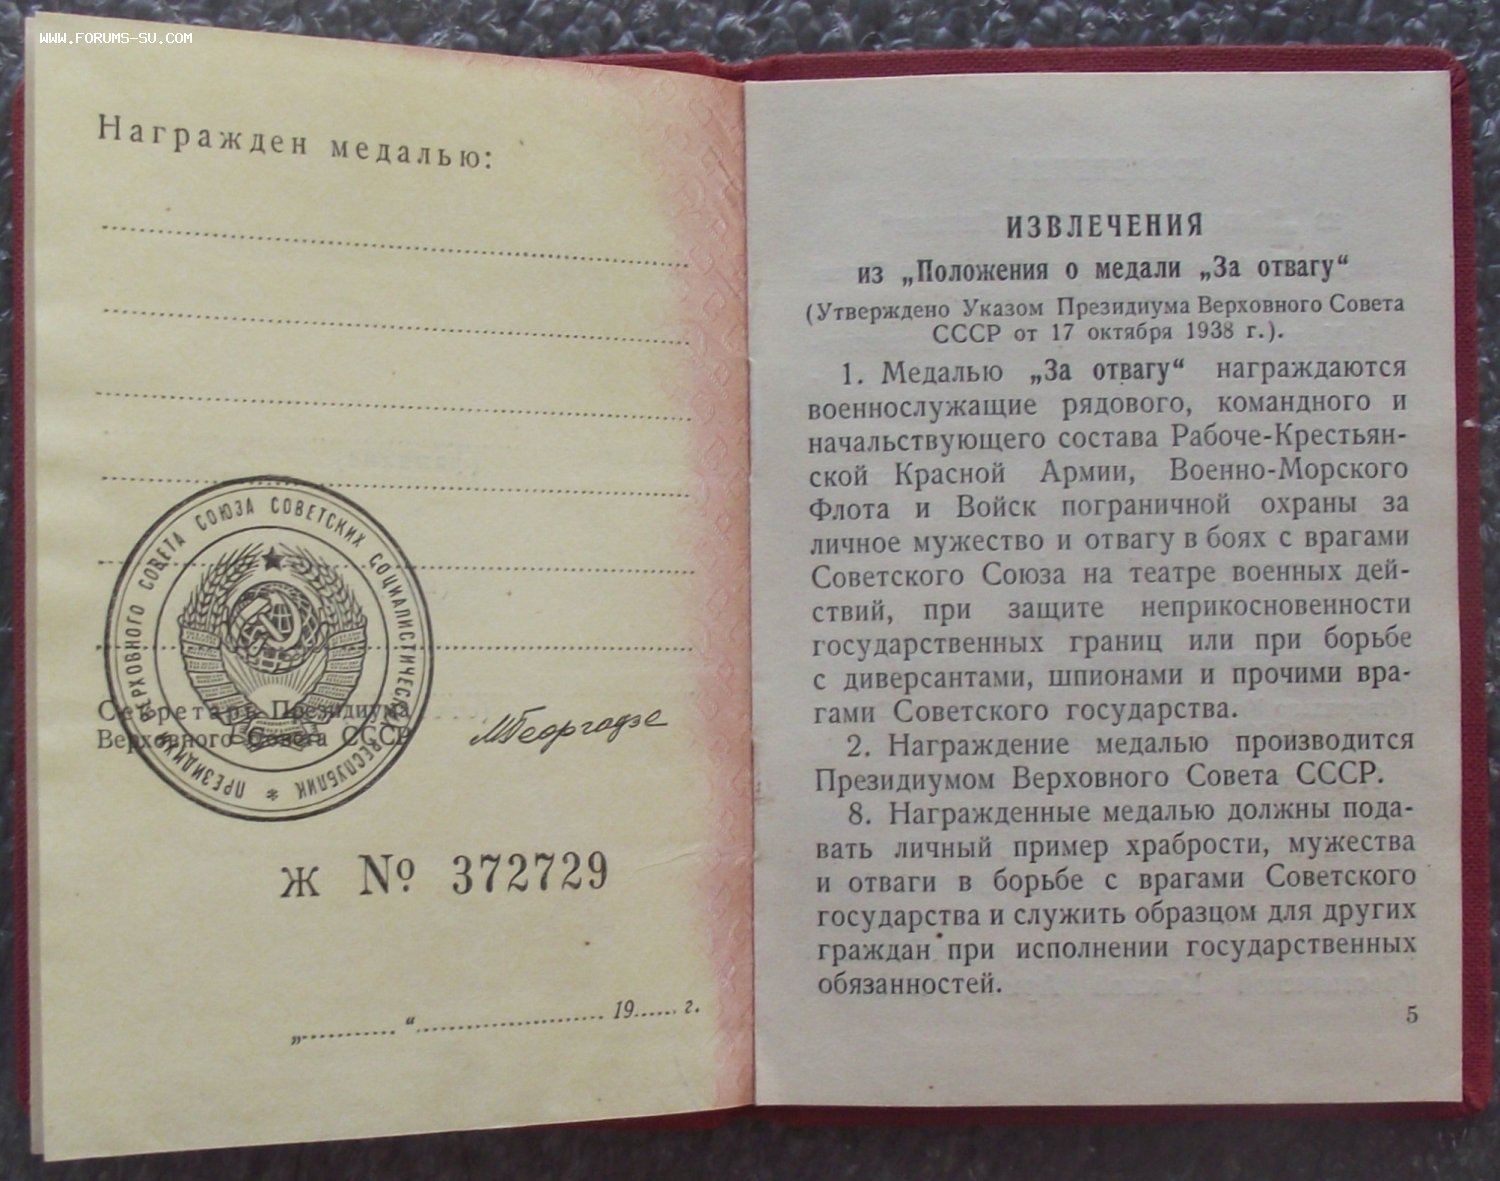 www.forums-su.com
Награжден медалью:
ПРЕЗИДИУМ ВЕРХОВНОГО СОВЕТА СОЮЗА СОВЕТСКИХ СОЦИАЛИСТИЧЕСКИХ РЕСПУБЛИК *
Секретарь Президиума
Верховного Совета СССР
МГеоргадзе
Ж № 372729
„..........“.................... 19...... г.
ИЗВЛЕЧЕНИЯ
из „Положения о медали „За отвагу“
(Утверждено Указом Президиума Верховного Совета
СССР от 17 октября 1938 г.).
1. Медалью „За отвагу“ награждаются
военнослужащие рядового, командного и
начальствующего состава Рабоче-Крестьян-
ской Красной Армии, Военно-Морского
Флота и Войск пограничной охраны за
личное мужество и отвагу в боях с врагами
Советского Союза на театре военных дей-
ствий, при защите неприкосновенности
государственных границ или при борьбе
с диверсантами, шпионами и прочими вра-
гами Советского государства.
2. Награждение медалью производится
Президиумом Верховного Совета СССР.
8. Награжденные медалью должны пода-
вать личный пример храбрости, мужества
и отваги в борьбе с врагами Советского
государства и служить образцом для других
граждан при исполнении государственных
обязанностей.
5